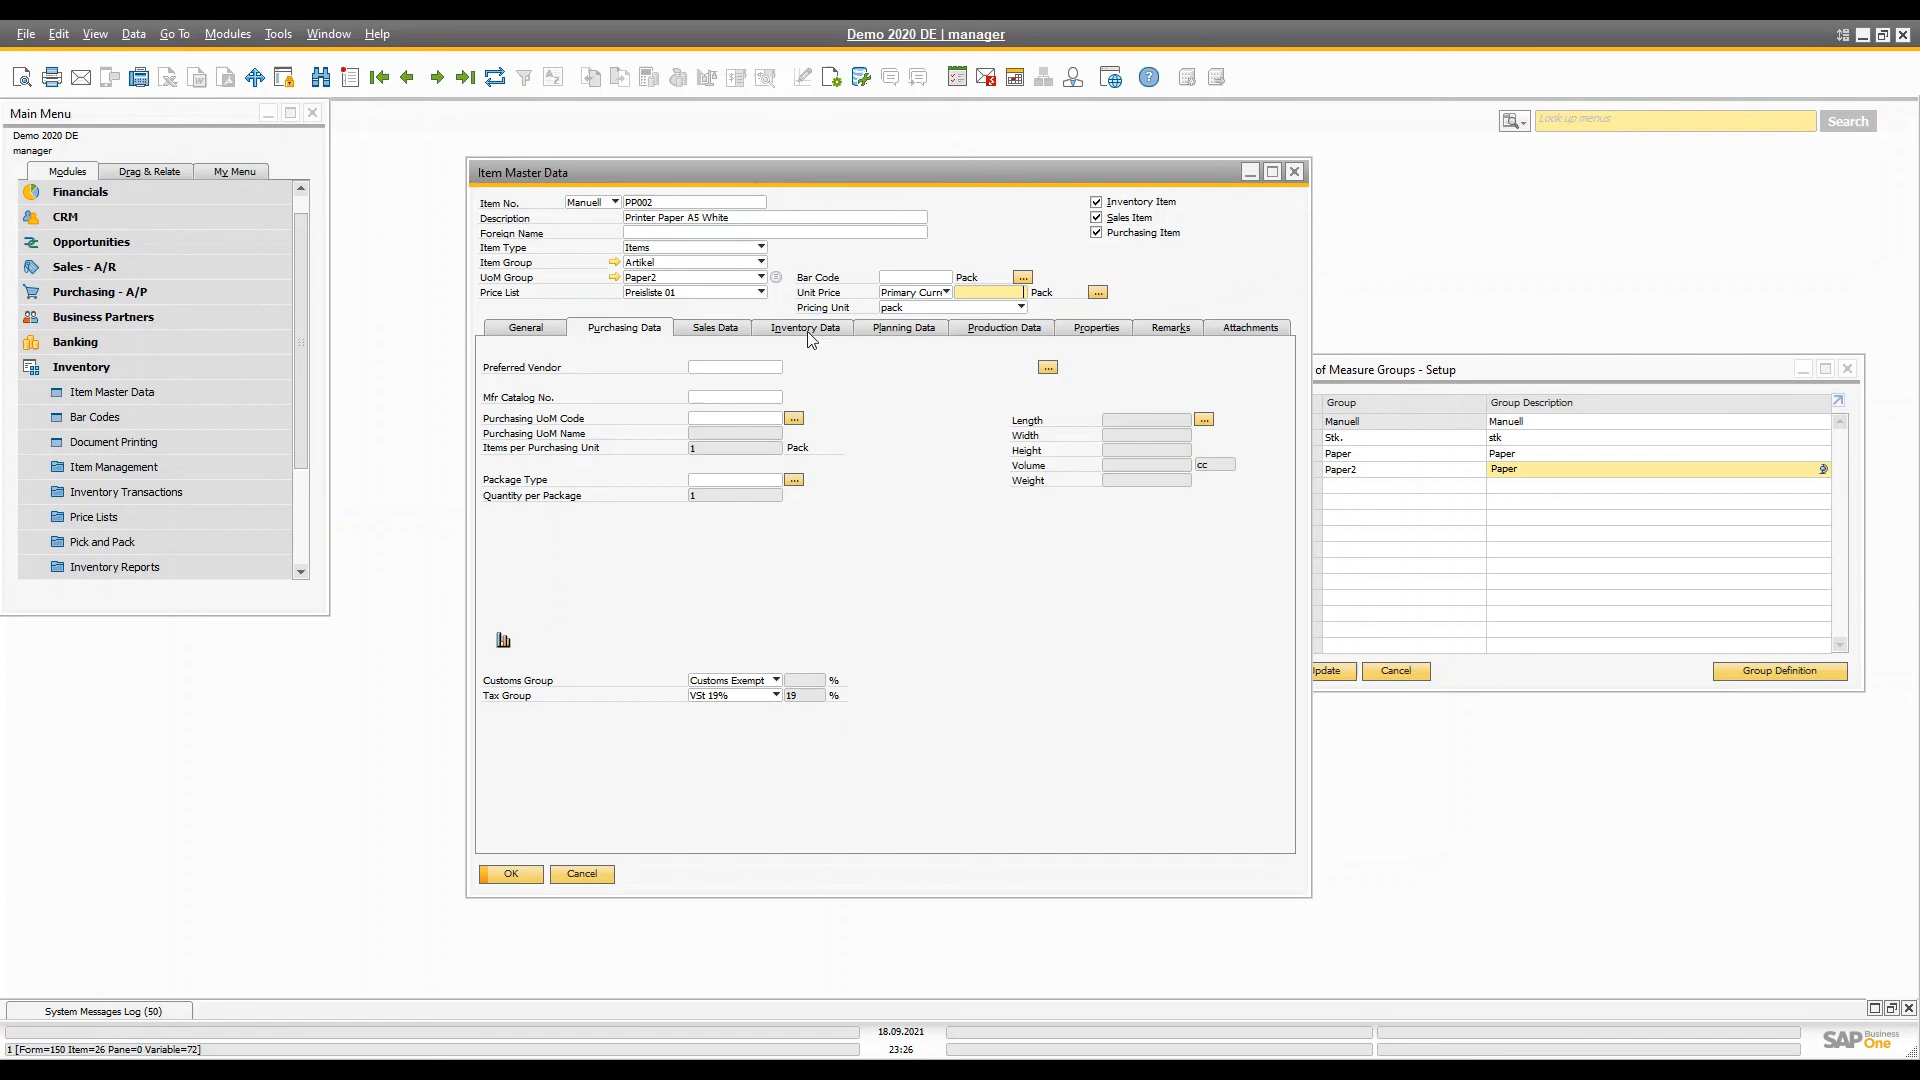 File Edit View Data Go To Modules Tools Window Help
Demo 2020 DE | manager
Main Menu
Demo 2020 DE
manager
Modules Drag & Relate My Menu
Financials
CRM
Opportunities
Sales - A/R
Purchasing - A/P
Business Partners
Banking
Inventory
Item Master Data
Bar Codes
Document Printing
Item Management
Inventory Transactions
Price Lists
Pick and Pack
Inventory Reports
Look up menus
Search
Item Master Data
Item No. Manuell PP002
Inventory Item
Description Printer Paper A5 White
Sales Item
Foreign Name
Purchasing Item
Item Type Items
Item Group Artikel
UoM Group Paper2 Bar Code Pack ...
Price List Preisliste 01 Unit Price Primary Curr Pack ...
Pricing Unit pack
General Purchasing Data Sales Data Inventory Data Planning Data Production Data Properties Remarks Attachments
Preferred Vendor ...
Mfr Catalog No.
Purchasing UoM Code ... Length ...
Purchasing UoM Name Width
Items per Purchasing Unit 1 Pack Height
Volume cc
Package Type ... Weight
Quantity per Package 1
Customs Group Customs Exempt %
Tax Group VSt 19% 19 %
OK Cancel
of Measure Groups - Setup
Group Group Description
Manuell Manuell
Stk. stk
Paper Paper
Paper2 Paper
Update Cancel Group Definition
System Messages Log (50)
18.09.2021
1 [Form=150 Item=26 Pane=0 Variable=72]
23:26
SAP Business One